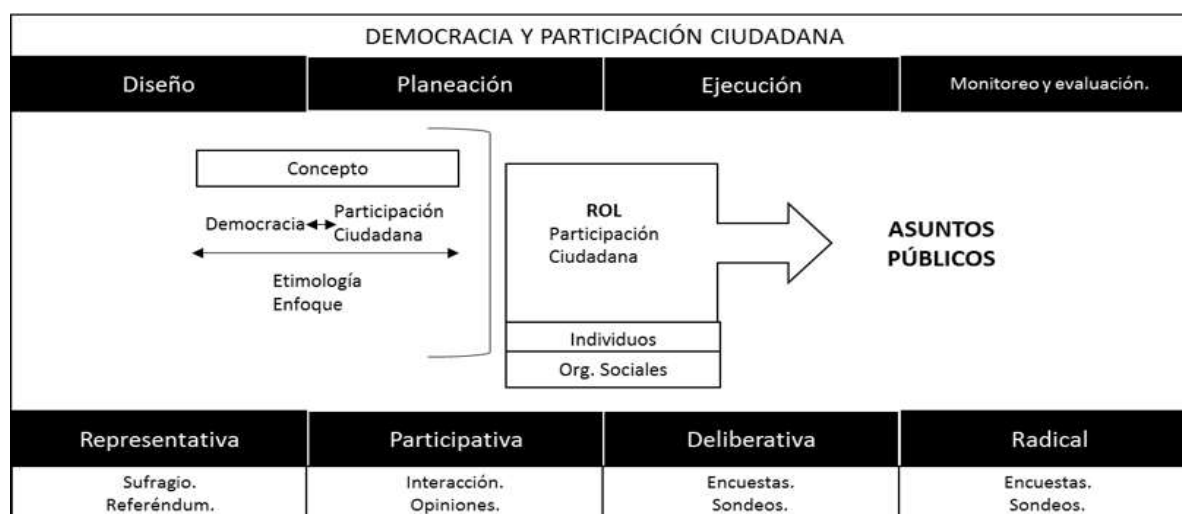 DEMOCRACIA Y PARTICIPACIÓN CIUDADANA
Diseño
Planeación
Ejecución
Monitoreo y evaluación.
Concepto
Democracia
Participación
Ciudadana
Etimología
Enfoque
ROL
Participación
Ciudadana
Individuos
Org. Sociales
ASUNTOS
PÚBLICOS
Representativa
Participativa
Deliberativa
Radical
Sufragio.
Referéndum.
Interacción.
Opiniones.
Encuestas.
Sondeos.
Encuestas.
Sondeos.